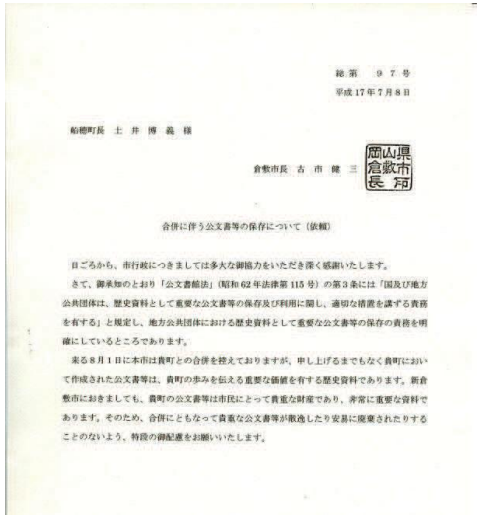 総第 97号
平成17年7月8日
船穂町長 土井博義様
倉敷市長 古市健三
岡山県倉敷市長印
合併に伴う公文書等の保存について（依頼）
日ごろから、市行政につきましては多大な御協力をいただき深く感謝いたします。
さて、御承知のとおり「公文書館法」（昭和62年法律第115号）の第3条には「国及び地方
公共団体は、歴史資料として重要な公文書等の保存及び利用に関し、適切な措置を講ずる責務
を有する」と規定し、地方公共団体における歴史資料として重要な公文書等の保存の責務を明
確にしているところであります。
来る8月1日に本市は貴町との合併を控えておりますが、申し上げるまでもなく貴町におい
て作成された公文書等は、貴町の歩みを伝える重要な価値を有する歴史資料であります。新倉
敷市におきましても、貴町の公文書等は市民にとって貴重な財産であり、非常に重要な資料で
あります。そのため、合併にともなって貴重な公文書等が散逸したり安易に廃棄されたりする
ことのないよう、特段の御配慮をお願いいたします。